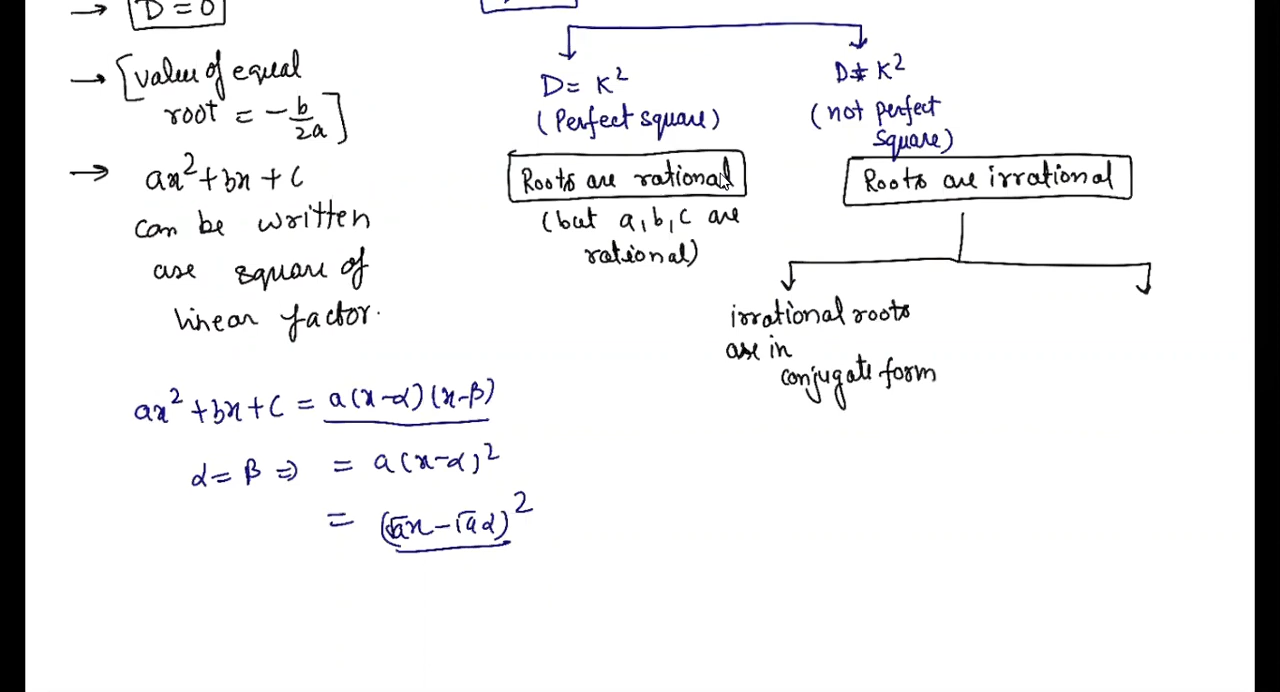 → D = 0
→ [value of equal
root = -b/2a]
→ ax² + bx + c
can be written
as square of
linear factor.
ax² + bx + c = a(x-α)(x-β)
α = β ⇒ = a(x-α)²
= (√ax - √aα)²
D = K²
(Perfect square)
Roots are rational
(but a, b, c are
rational)
D ≠ K²
(not perfect
square)
Roots are irrational
irrational roots
are in
conjugate form